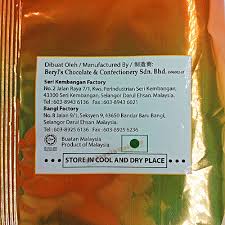 Dibuat Oleh / Manufactured By / 制造商:
Beryl's Chocolate & Confectionery Sdn. Bhd.
Seri Kembangan Factory
No.2 Jalan Raya 7/1, Kws. Perindustrian Seri Kembangan,
43300 Seri Kembangan, Selangor Darul Ehsan, Malaysia.
Tel: 603-8943 6136 Fax: 603-8943 6021
Bangi Factory
No.8 Jalan 9/1, Seksyen 9, 43650 Bandar Baru Bangi,
Selangor Darul Ehsan, Malaysia.
Tel: 603-8925 6136 Fax: 603-8925 6236
Buatan Malaysia
Product of Malaysia
STORE IN COOL AND DRY PLACE